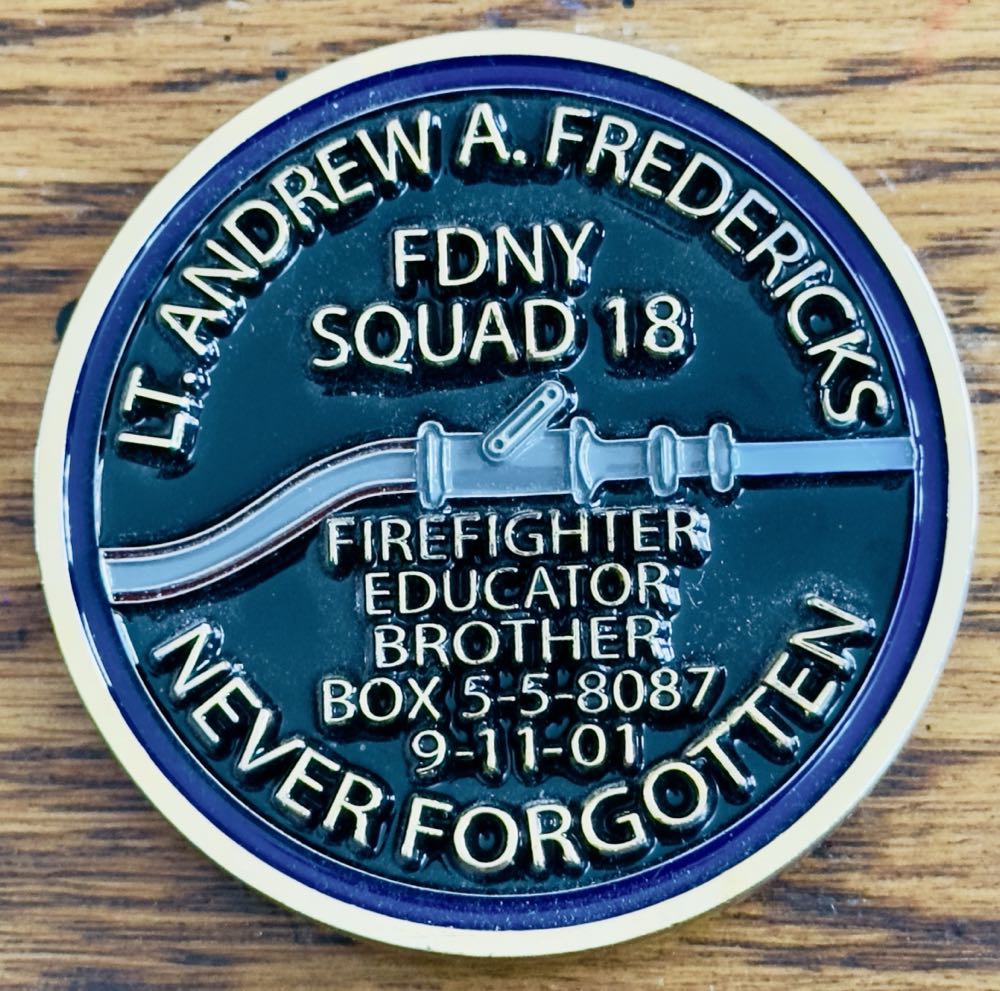 LT. ANDREW A. FREDERICKS
FDNY
SQUAD 18
FIREFIGHTER
EDUCATOR
BROTHER
BOX 5-5-8087
9-11-01
NEVER FORGOTTEN